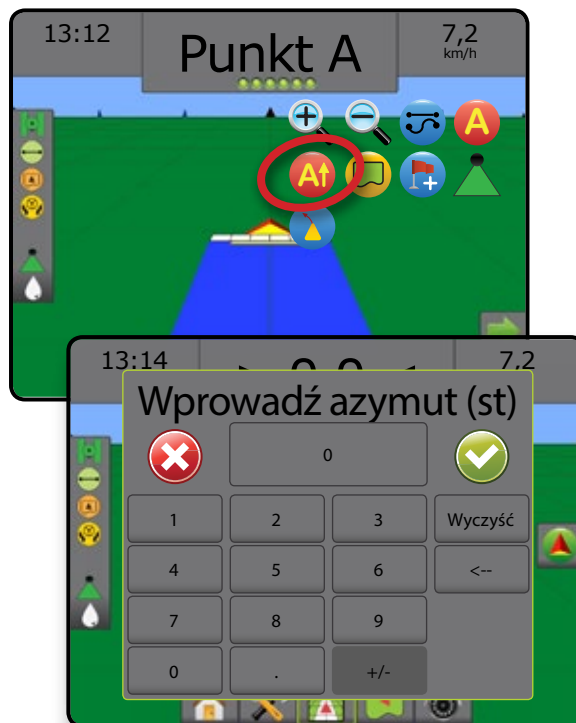 13:12
Punkt A
7,2
km/h
A
A
13:14
7,2
Wprowadź azymut (st)
0
1 2 3 Wyczyść
4 5 6 <--
7 8 9
0 . +/-